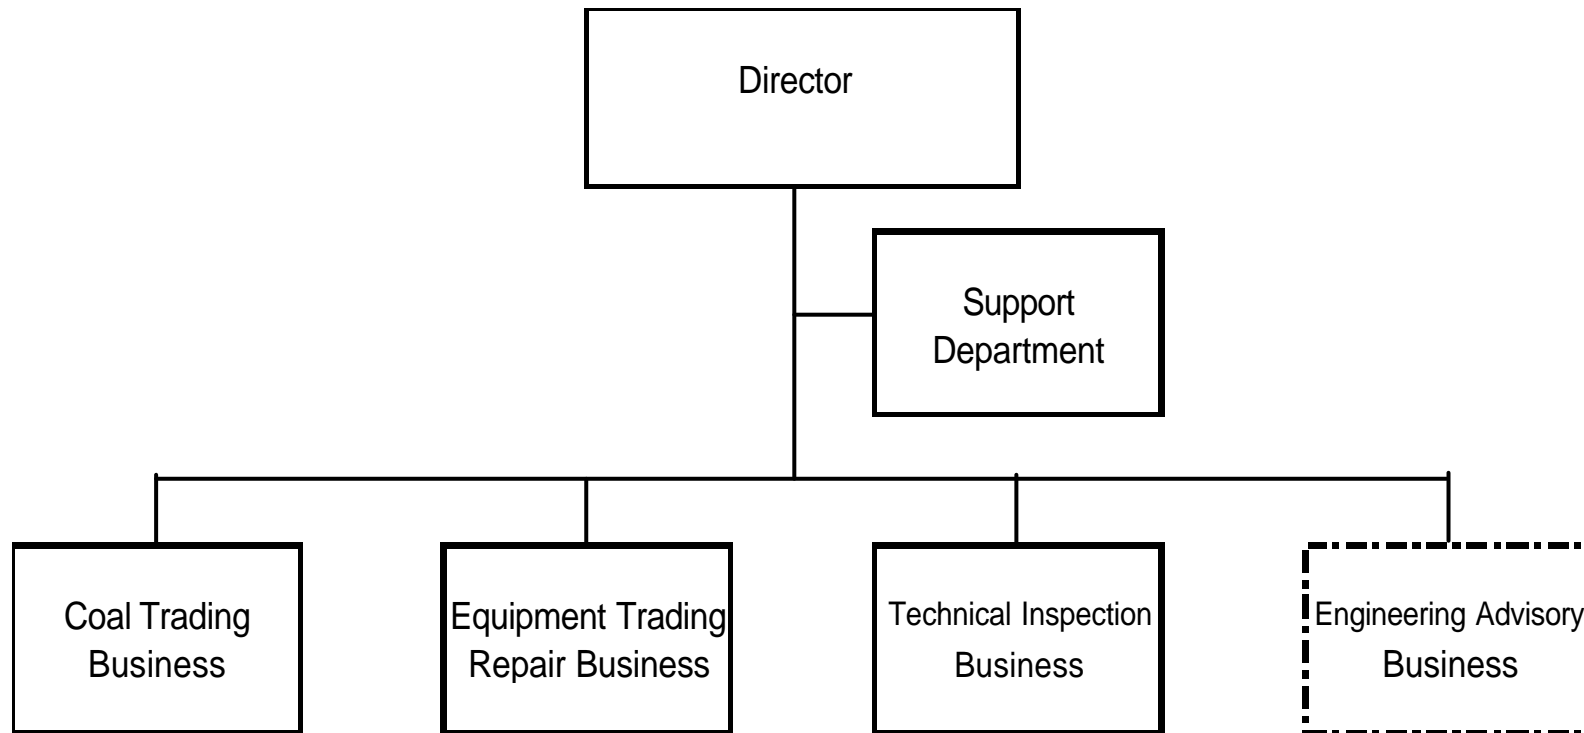 Director
Support
Department
Coal Trading
Business
Equipment Trading
Repair Business
Technical Inspection
Business
Engineering Advisory
Business